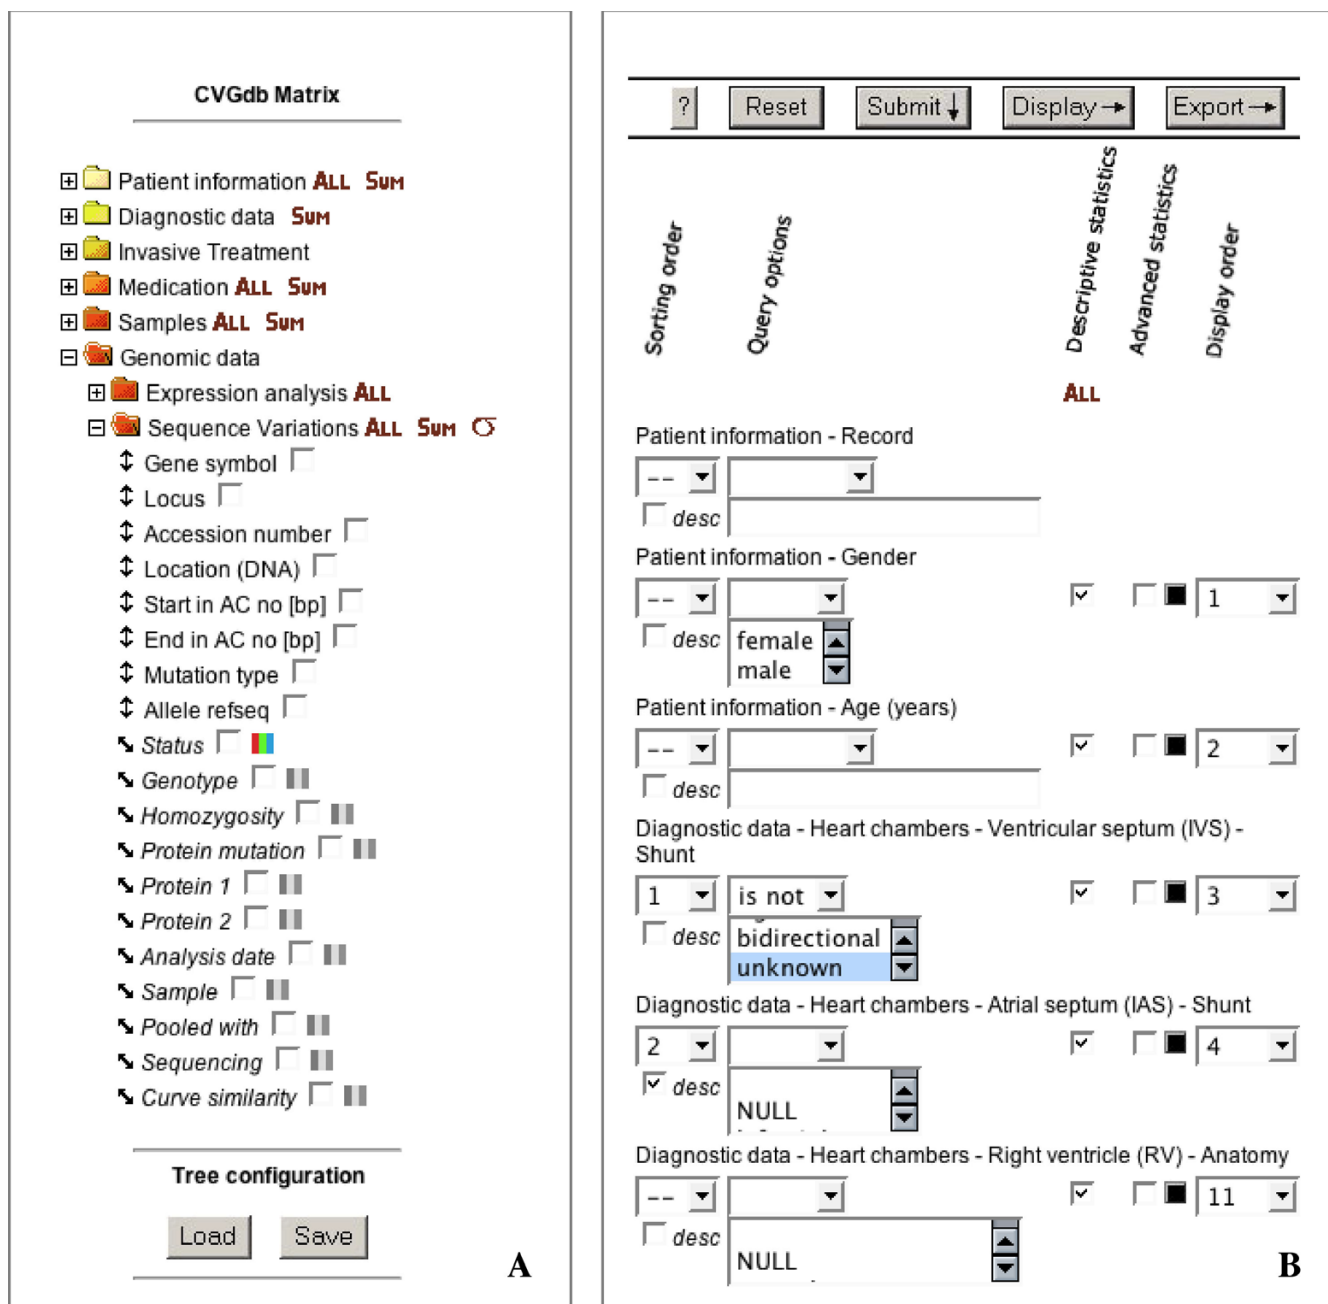 CVGdb Matrix
Patient information ALL SUM
Diagnostic data SUM
Invasive Treatment
Medication ALL SUM
Samples ALL SUM
Genomic data
Expression analysis ALL
Sequence Variations ALL SUM σ
Gene symbol
Locus
Accession number
Location (DNA)
Start in AC no [bp]
End in AC no [bp]
Mutation type
Allele refseq
Status
Genotype
Homozygosity
Protein mutation
Protein 1
Protein 2
Analysis date
Sample
Pooled with
Sequencing
Curve similarity
Tree configuration
Load Save
A
? Reset Submit Display Export
Sorting order
Query options
Descriptive statistics
Advanced statistics
Display order
ALL
Patient information - Record
--
desc
Patient information - Gender
-- 1
desc female
male
Patient information - Age (years)
-- 2
desc
Diagnostic data - Heart chambers - Ventricular septum (IVS) -
Shunt
1 is not 3
desc bidirectional
unknown
Diagnostic data - Heart chambers - Atrial septum (IAS) - Shunt
2 4
desc
NULL
Diagnostic data - Heart chambers - Right ventricle (RV) - Anatomy
-- 11
desc
NULL
B